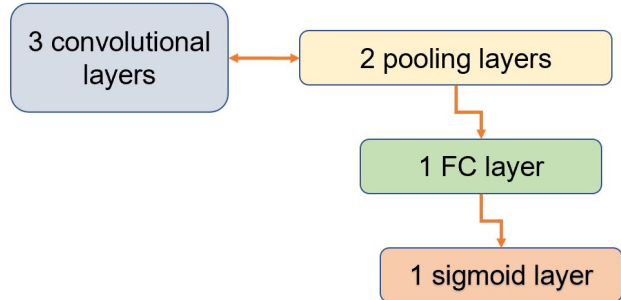 3 convolutional
layers
2 pooling layers
1 FC layer
1 sigmoid layer